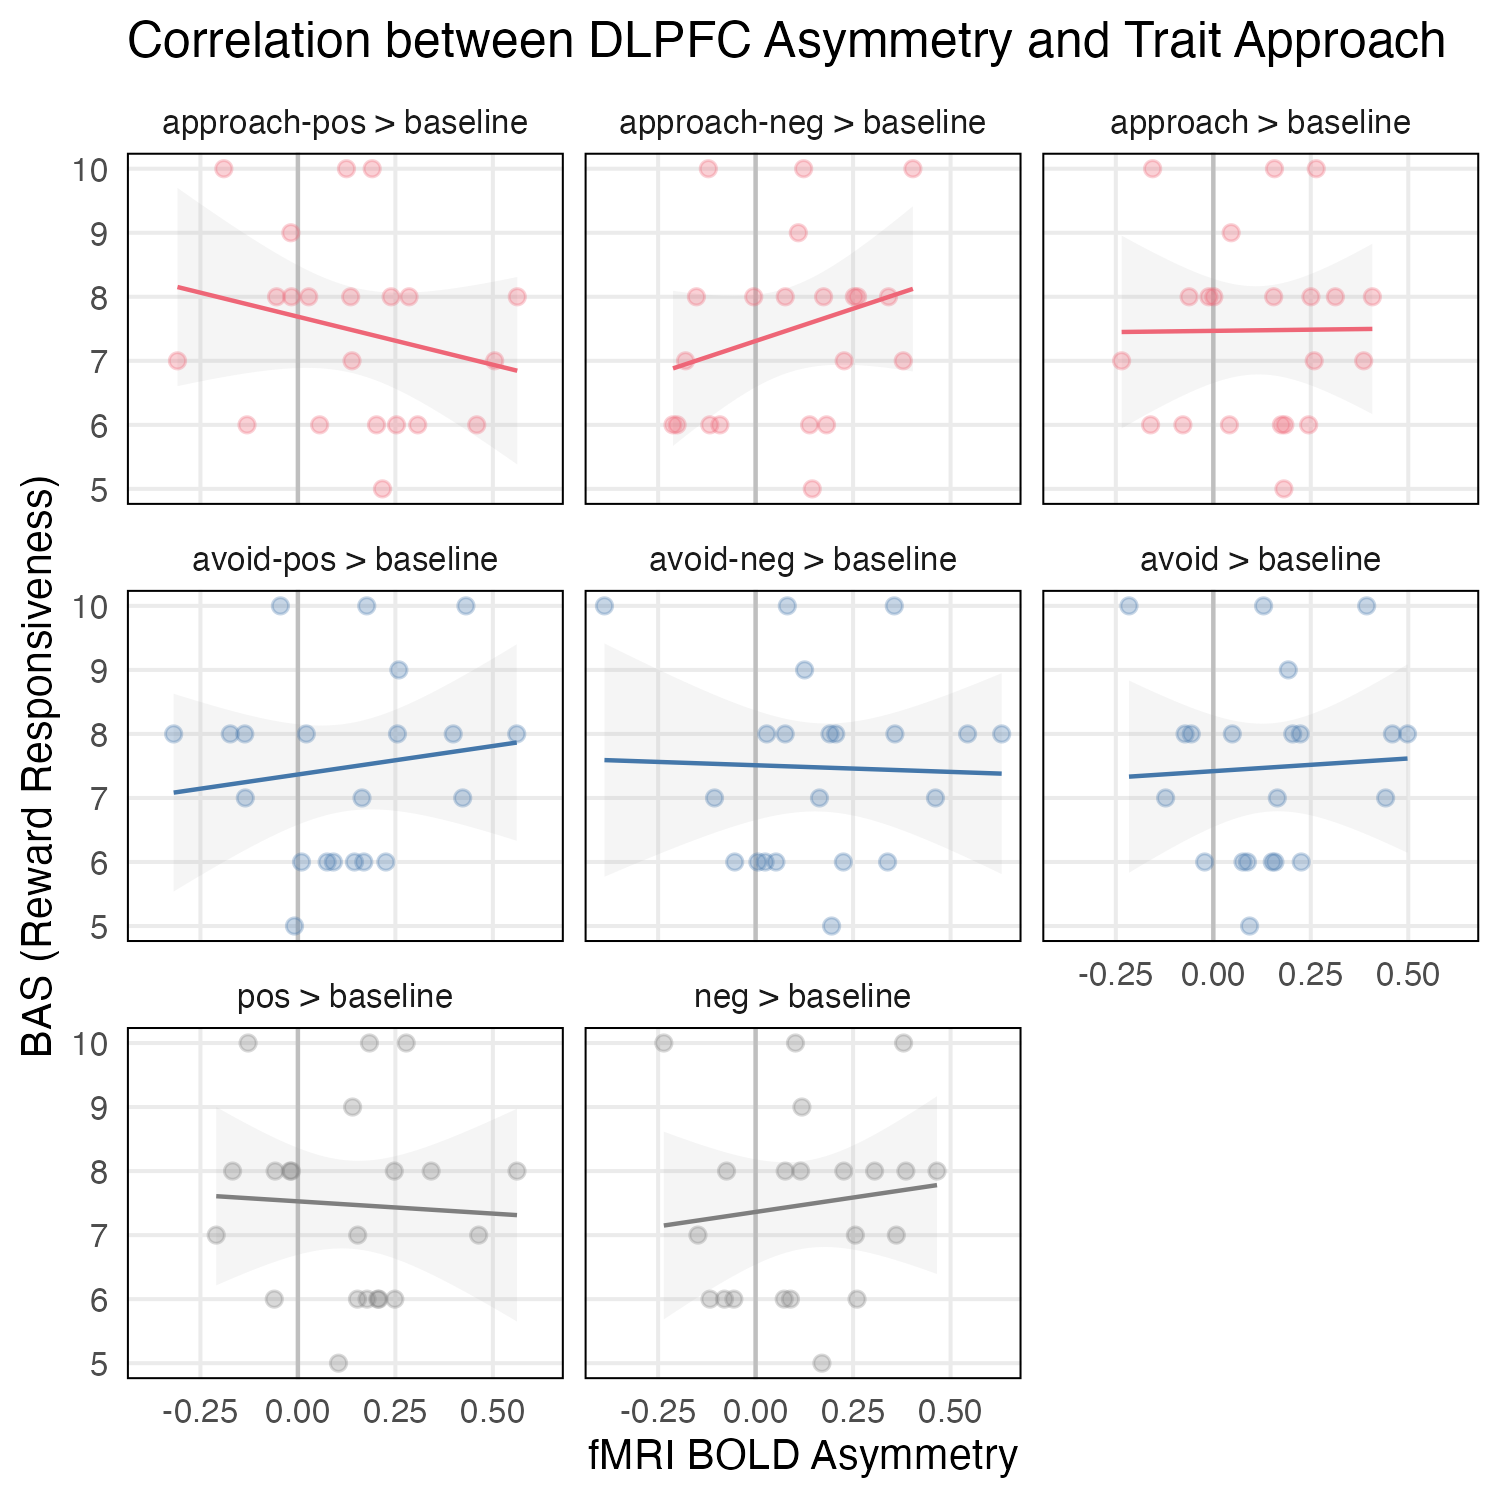 Correlation between DLPFC Asymmetry and Trait Approach
approach-pos > baseline
approach-neg > baseline
approach > baseline
10
9
8
7
6
5
avoid-pos > baseline
avoid-neg > baseline
avoid > baseline
10
9
8
7
6
5
-0.25 0.00 0.25 0.50
pos > baseline
neg > baseline
10
9
8
7
6
5
-0.25 0.00 0.25 0.50
-0.25 0.00 0.25 0.50
fMRI BOLD Asymmetry
BAS (Reward Responsiveness)